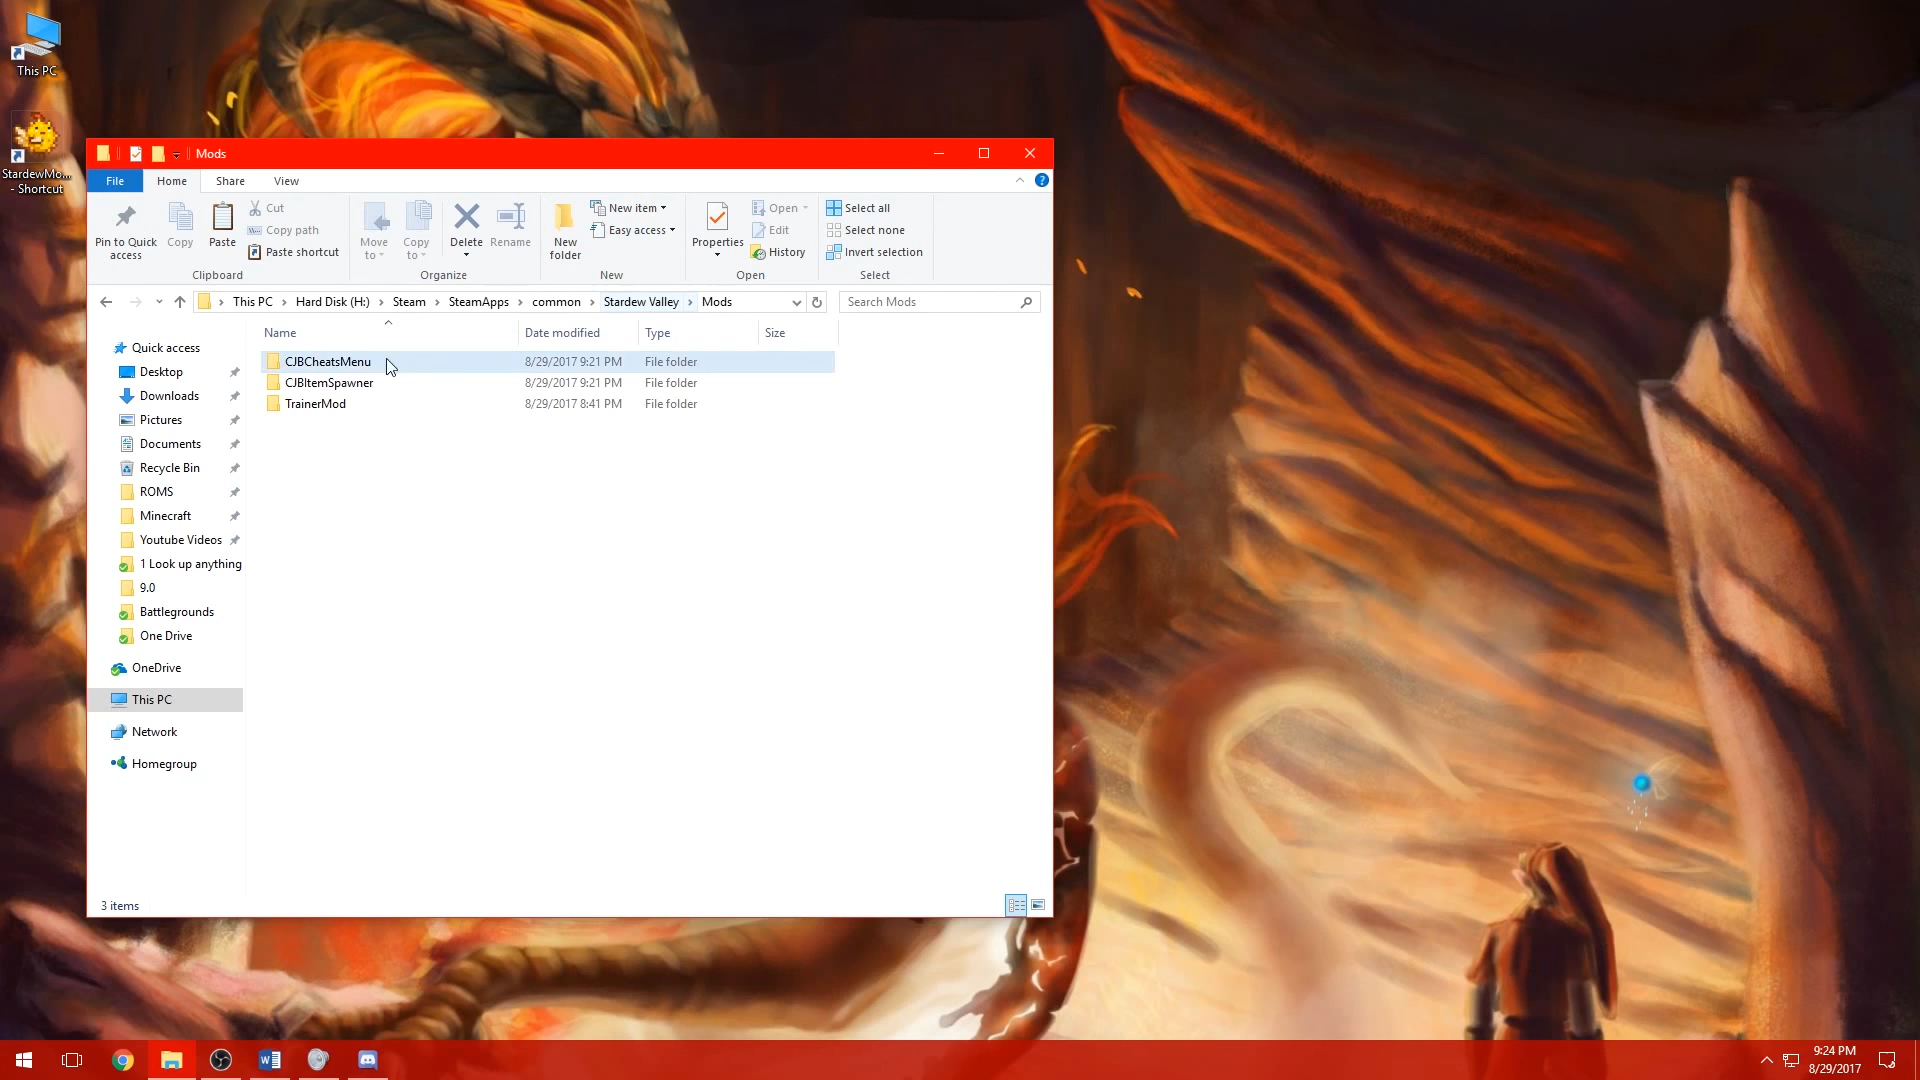 This PC
StardewMo...
- Shortcut
Mods
File Home Share View
Pin to Quick access
Copy
Paste
Cut
Copy path
Paste shortcut
Clipboard
Move to
Copy to
Delete
Rename
Organize
New folder
New item
Easy access
New
Properties
Open
Edit
History
Open
Select all
Select none
Invert selection
Select
This PC Hard Disk (H:) Steam SteamApps common Stardew Valley Mods
Search Mods
Name Date modified Type Size
CJBCheatsMenu 8/29/2017 9:21 PM File folder
CJBItemSpawner 8/29/2017 9:21 PM File folder
TrainerMod 8/29/2017 8:41 PM File folder
Quick access
Desktop
Downloads
Pictures
Documents
Recycle Bin
ROMS
Minecraft
Youtube Videos
1 Look up anything
9.0
Battlegrounds
One Drive
OneDrive
This PC
Network
Homegroup
3 items
9:24 PM
8/29/2017